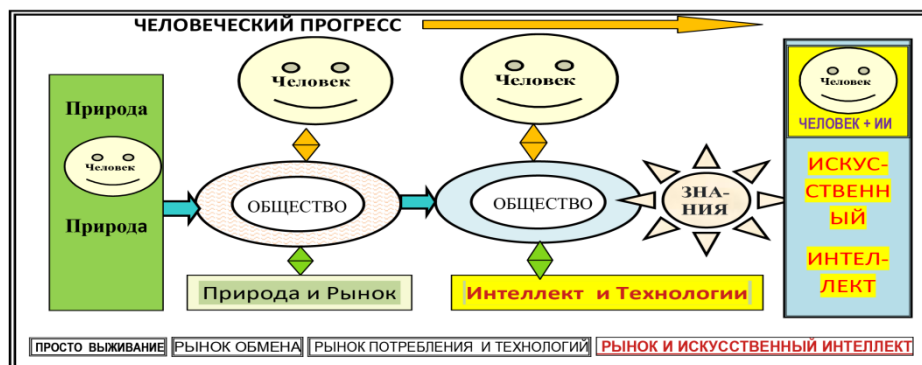 ЧЕЛОВЕЧЕСКИЙ ПРОГРЕСС
Природа
Человек
Природа
Человек
ОБЩЕСТВО
Природа и Рынок
Человек
ОБЩЕСТВО
Интеллект и Технологии
ЗНА-
НИЯ
Человек
ЧЕЛОВЕК + ИИ
ИСКУС-
СТВЕНН
ЫЙ
ИНТЕЛ-
ЛЕКТ
ПРОСТО ВЫЖИВАНИЕ
РЫНОК ОБМЕНА
РЫНОК ПОТРЕБЛЕНИЯ И ТЕХНОЛОГИЙ
РЫНОК И ИСКУССТВЕННЫЙ ИНТЕЛЛЕКТ